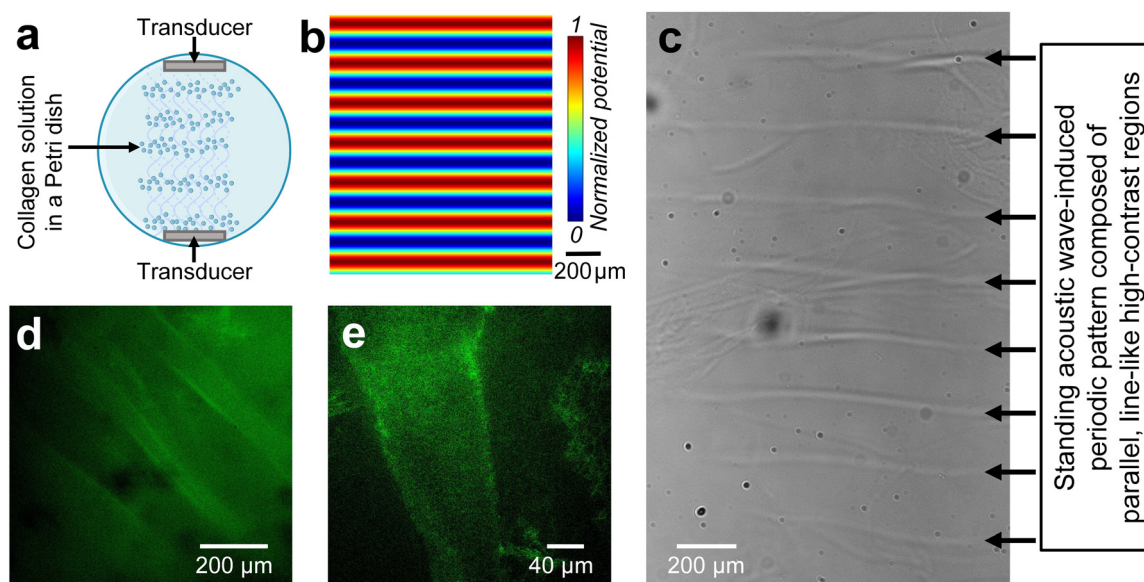 a
Transducer
Collagen solution
in a Petri dish
Transducer
b
1
Normalized potential
0
200 µm
c
200 µm
Standing acoustic wave-induced
periodic pattern composed of
parallel, line-like high-contrast regions
d
200 µm
e
40 µm